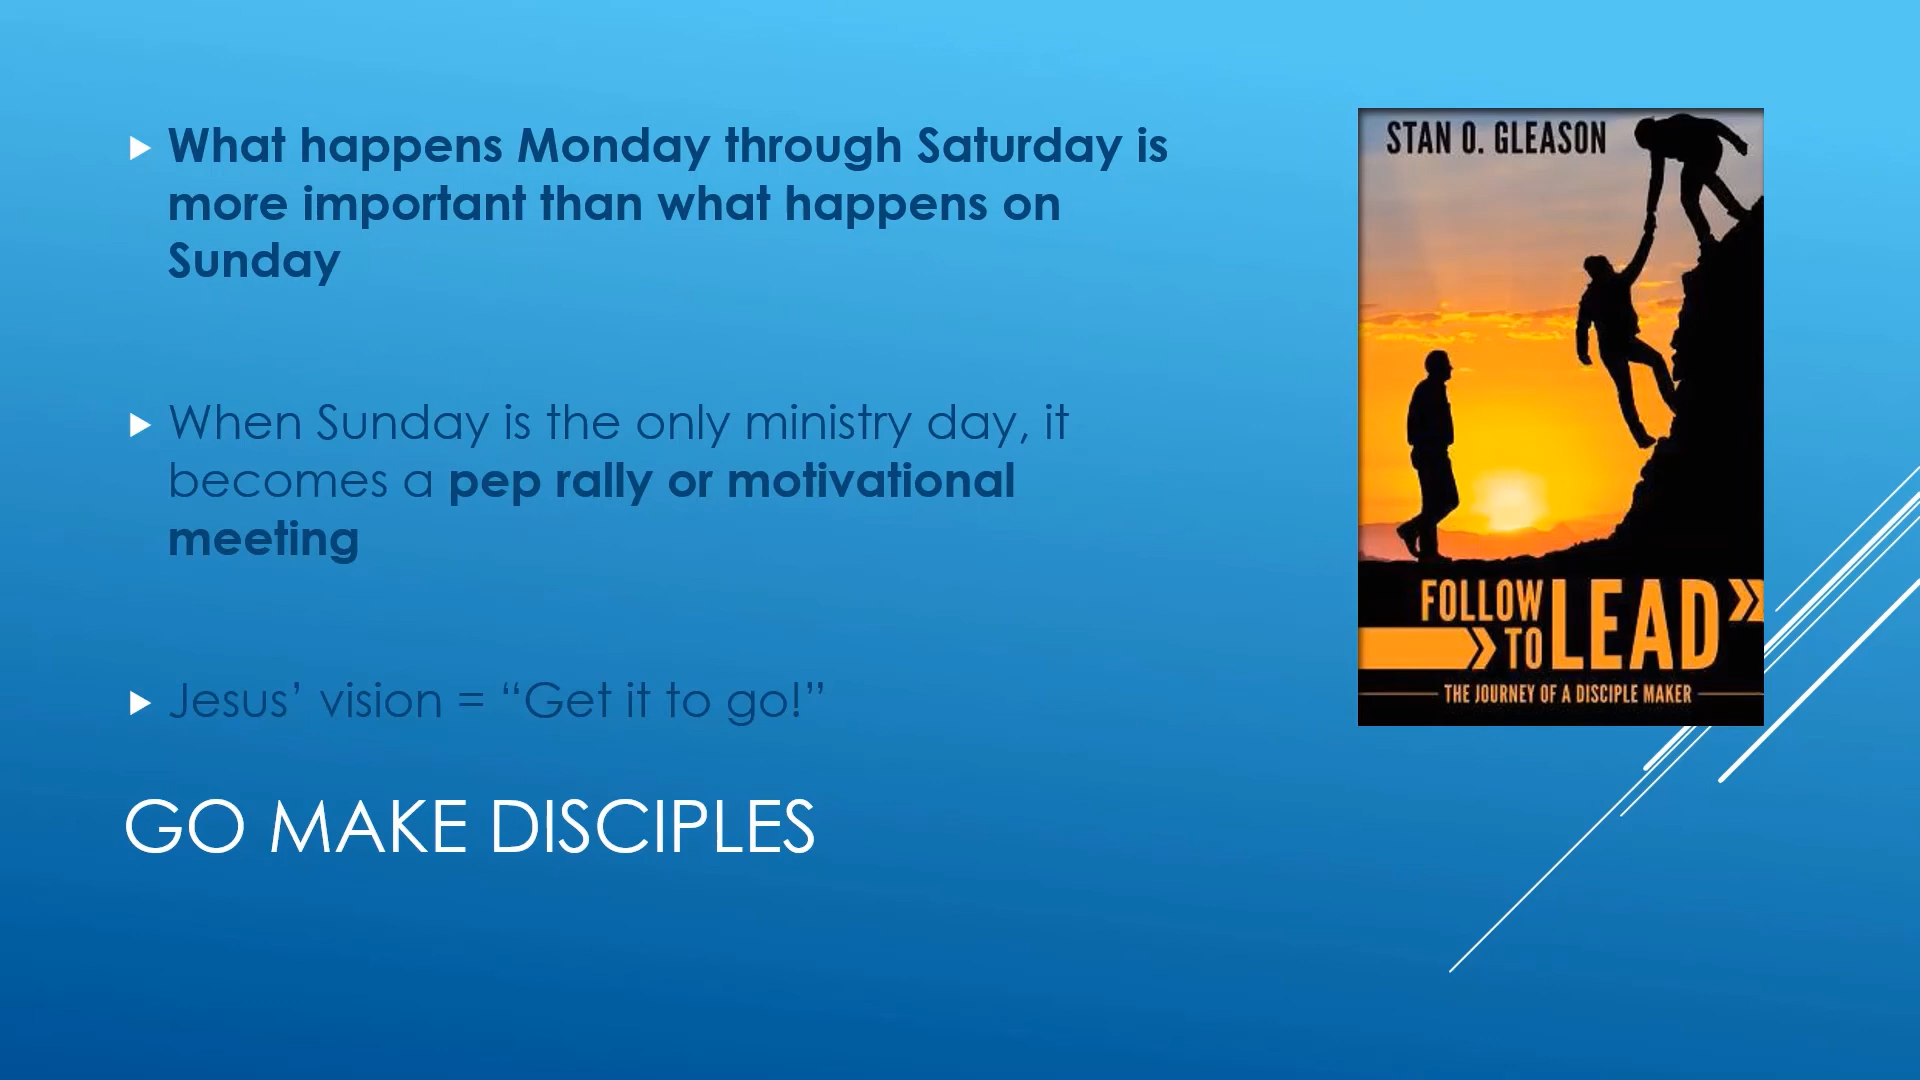 What happens Monday through Saturday is
more important than what happens on
Sunday
When Sunday is the only ministry day, it
becomes a pep rally or motivational
meeting
Jesus’ vision = “Get it to go!”
GO MAKE DISCIPLES
STAN O. GLEASON
FOLLOW
TO LEAD
THE JOURNEY OF A DISCIPLE MAKER